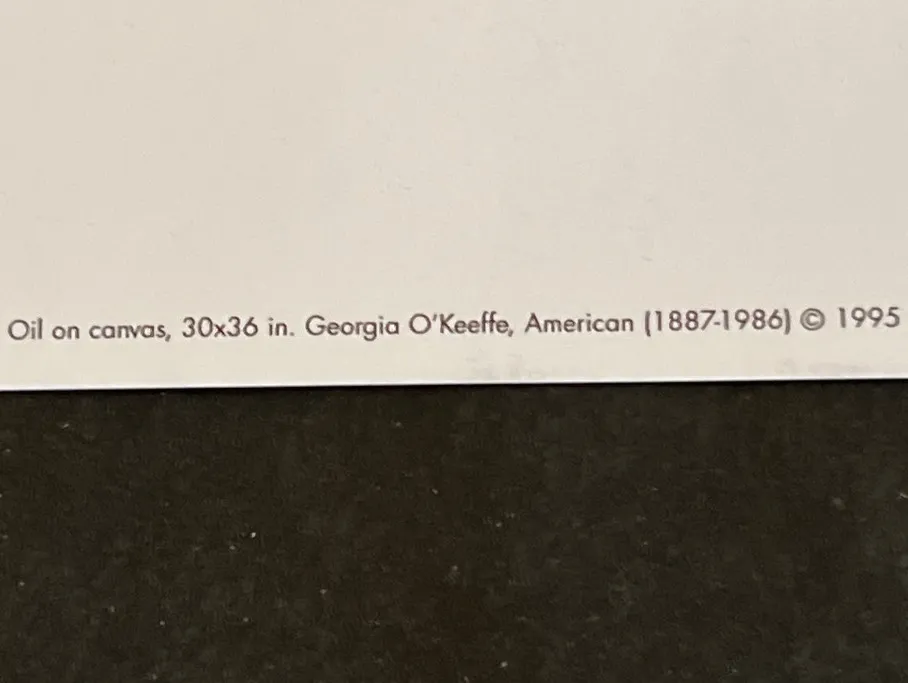 Oil on canvas, 30x36 in. Georgia O'Keeffe, American (1887-1986) © 1995